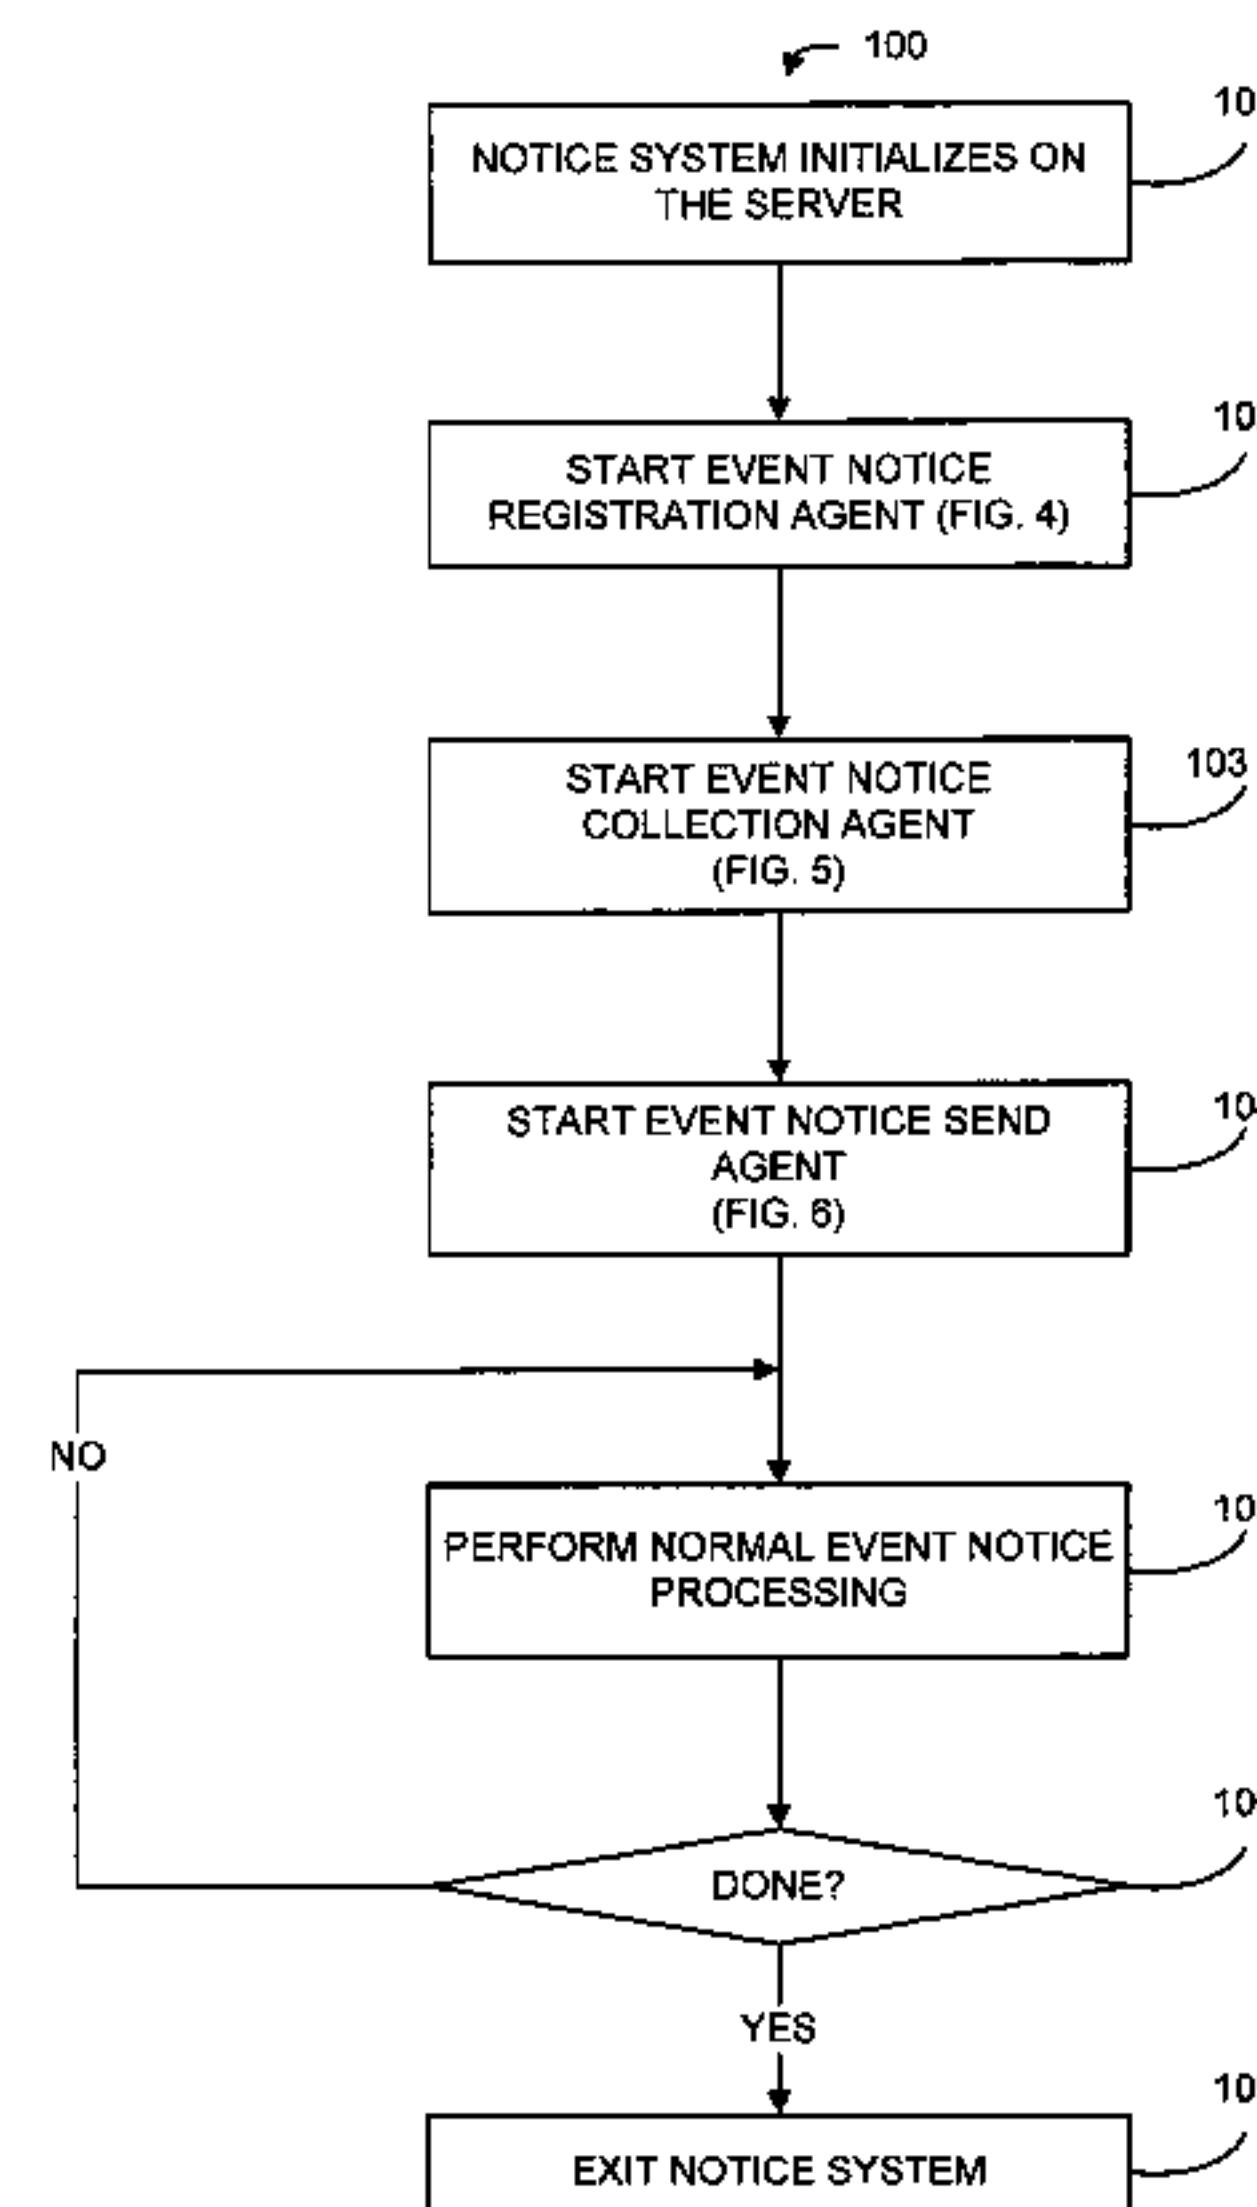 100
10
NOTICE SYSTEM INITIALIZES ON
THE SERVER
10
START EVENT NOTICE
REGISTRATION AGENT (FIG. 4)
103
START EVENT NOTICE
COLLECTION AGENT
(FIG. 5)
10
START EVENT NOTICE SEND
AGENT
(FIG. 6)
NO
10
PERFORM NORMAL EVENT NOTICE
PROCESSING
10
DONE?
YES
10
EXIT NOTICE SYSTEM